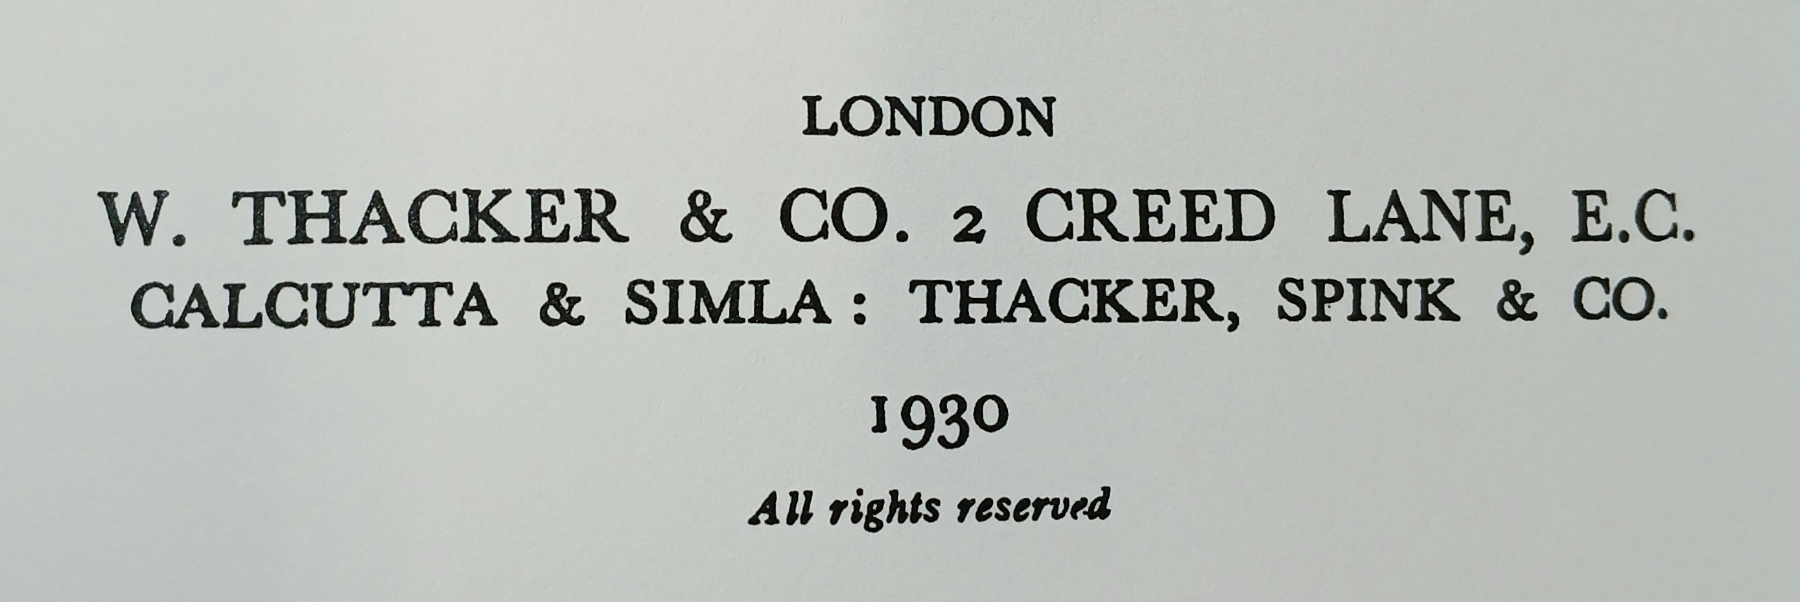 LONDON
W. THACKER & CO. 2 CREED LANE, E.C.
CALCUTTA & SIMLA: THACKER, SPINK & CO.
1930
All rights reserved